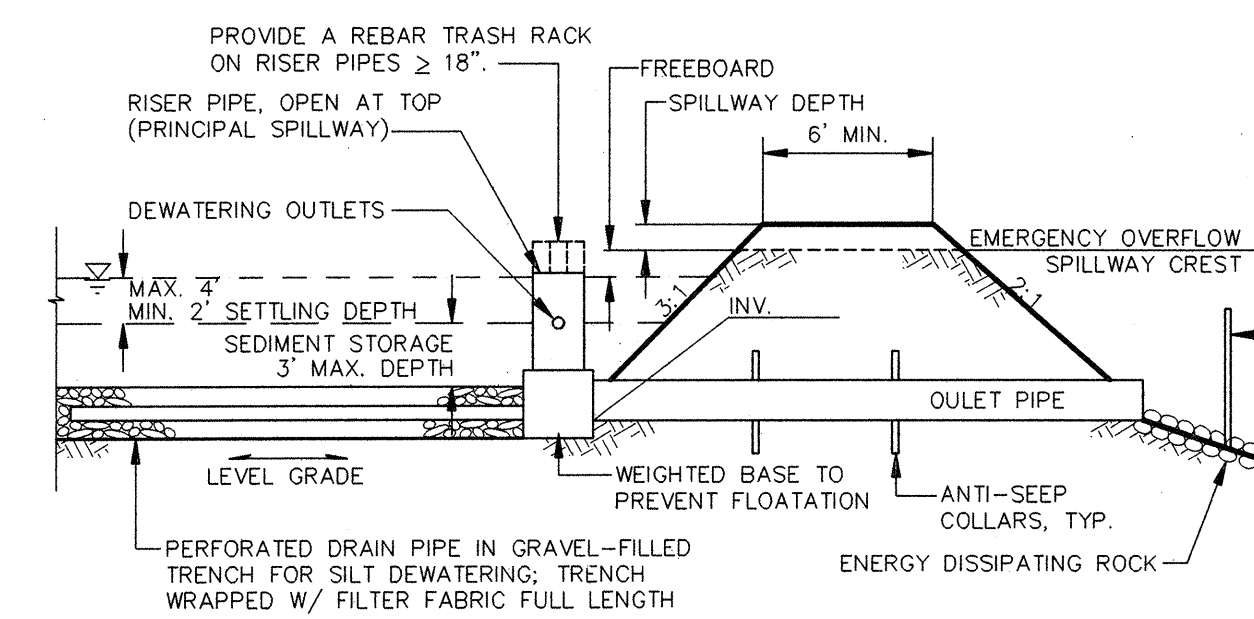 PROVIDE A REBAR TRASH RACK
ON RISER PIPES ≥ 18".
FREEBOARD
RISER PIPE, OPEN AT TOP
(PRINCIPAL SPILLWAY)
SPILLWAY DEPTH
6' MIN.
DEWATERING OUTLETS
EMERGENCY OVERFLOW
SPILLWAY CREST
MAX. 4'
MIN. 2' SETTLING DEPTH
3:1
2:1
INV.
SEDIMENT STORAGE
3' MAX. DEPTH
OULET PIPE
LEVEL GRADE
WEIGHTED BASE TO
PREVENT FLOATATION
ANTI-SEEP
COLLARS, TYP.
PERFORATED DRAIN PIPE IN GRAVEL-FILLED
TRENCH FOR SILT DEWATERING; TRENCH
WRAPPED W/ FILTER FABRIC FULL LENGTH
ENERGY DISSIPATING ROCK